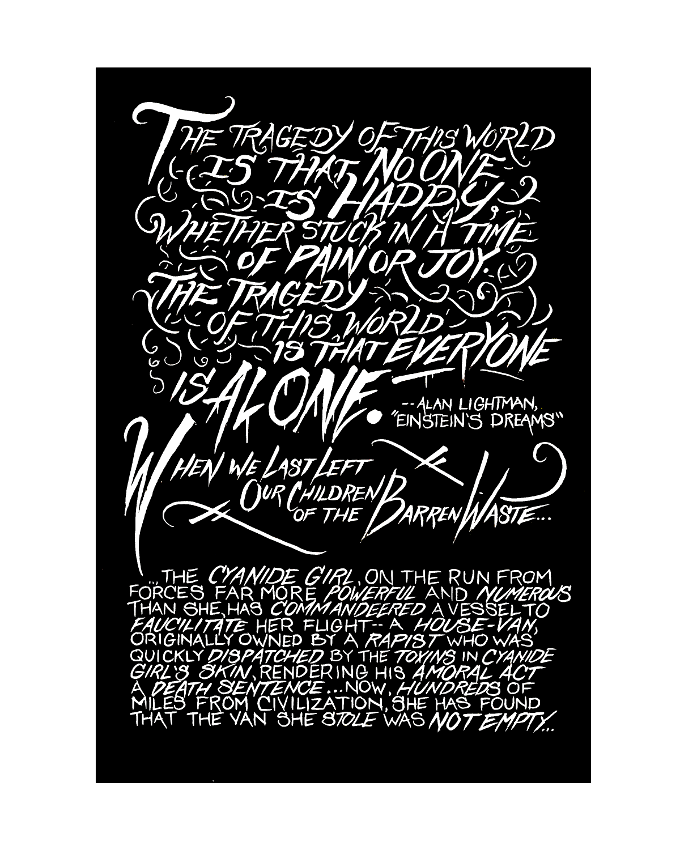 THE TRAGEDY OF THIS WORLD
IS THAT NO ONE
IS HAPPY,
WHETHER STUCK IN A TIME
OF PAIN OR JOY.
THE TRAGEDY
OF THIS WORLD
IS THAT EVERYONE
IS ALONE.
--ALAN LIGHTMAN,
"EINSTEIN'S DREAMS"
WHEN WE LAST LEFT
OUR CHILDREN
OF THE BARREN WASTE...
...THE CYANIDE GIRL, ON THE RUN FROM
FORCES FAR MORE POWERFUL AND NUMEROUS
THAN SHE, HAS COMMANDEERED A VESSEL TO
FAUCILITATE HER FLIGHT-- A HOUSE-VAN,
ORIGINALLY OWNED BY A RAPIST WHO WAS
QUICKLY DISPATCHED BY THE TOXINS IN CYANIDE
GIRL'S SKIN, RENDERING HIS AMORAL ACT
A DEATH SENTENCE...NOW, HUNDREDS OF
MILES FROM CIVILIZATION, SHE HAS FOUND
THAT THE VAN SHE STOLE WAS NOT EMPTY...